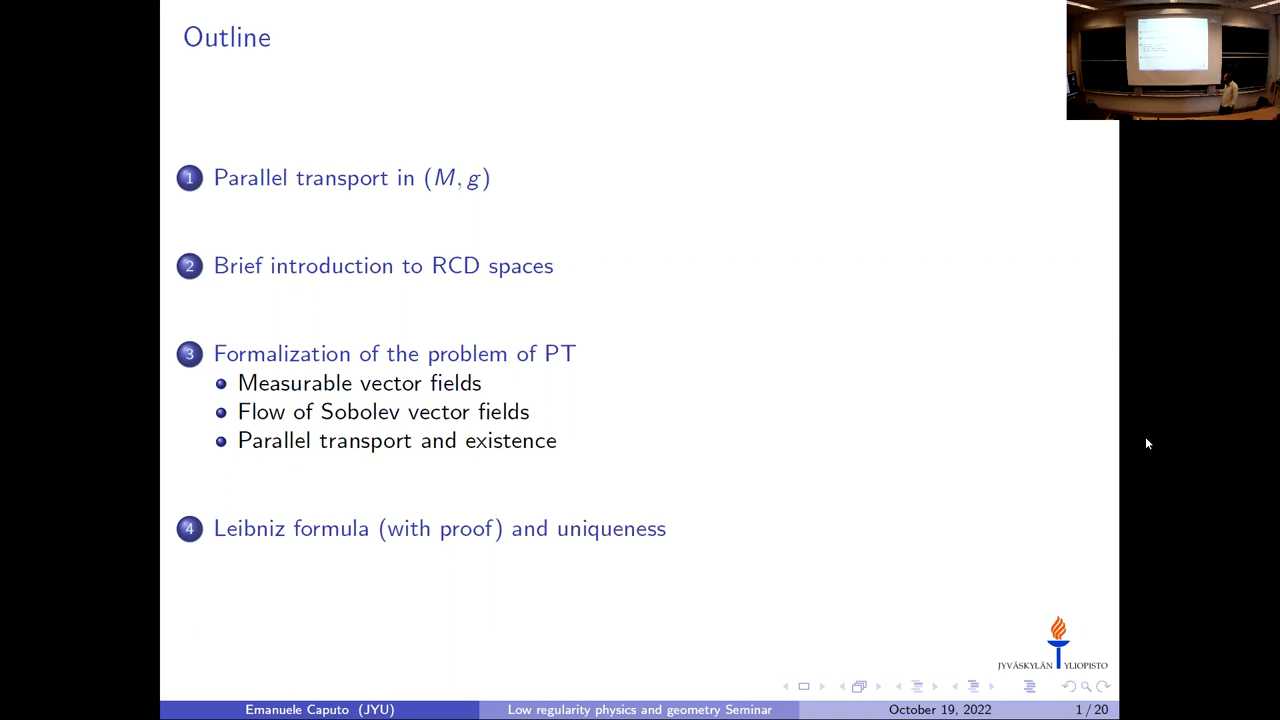 Outline
1 Parallel transport in (M, g)
2 Brief introduction to RCD spaces
3 Formalization of the problem of PT
Measurable vector fields
Flow of Sobolev vector fields
Parallel transport and existence
4 Leibniz formula (with proof) and uniqueness
JYVÄSKYLÄN YLIOPISTO
Emanuele Caputo (JYU) Low regularity physics and geometry Seminar October 19, 2022 1 / 20